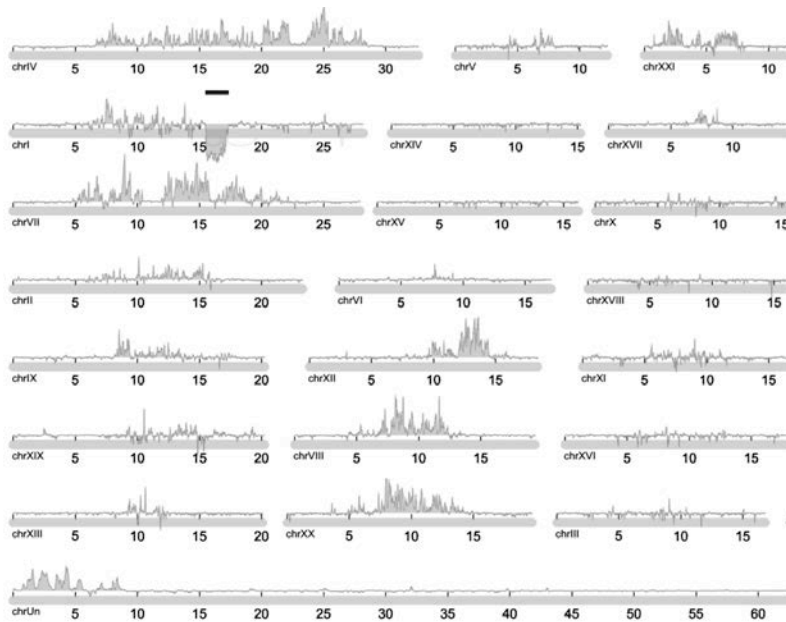 chrIV 5 10 15 20 25 30 chrV 5 10 chrXXI 5 10
chrI 5 10 15 20 25 chrXIV 5 10 15 chrXVII 5 10
chrVII 5 10 15 20 25 chrXV 5 10 15 chrX 5 10 15
chrII 5 10 15 20 chrVI 5 10 15 chrXVIII 5 10 15
chrIX 5 10 15 20 chrXII 5 10 15 chrXI 5 10 15
chrXIX 5 10 15 20 chrVIII 5 10 15 chrXVI 5 10 15
chrXIII 5 10 15 20 chrXX 5 10 15 chrIII 5 10 15
chrUn 5 10 15 20 25 30 35 40 45 50 55 60